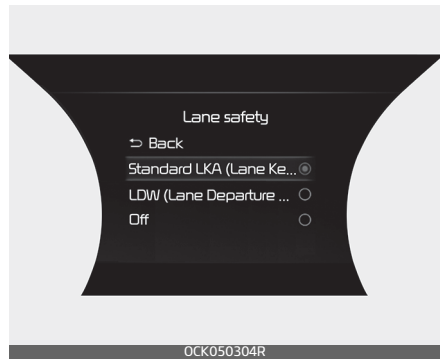 Lane safety
⮌ Back
Standard LKA (Lane Ke...
LDW (Lane Departure ...
Off
OCK050304R